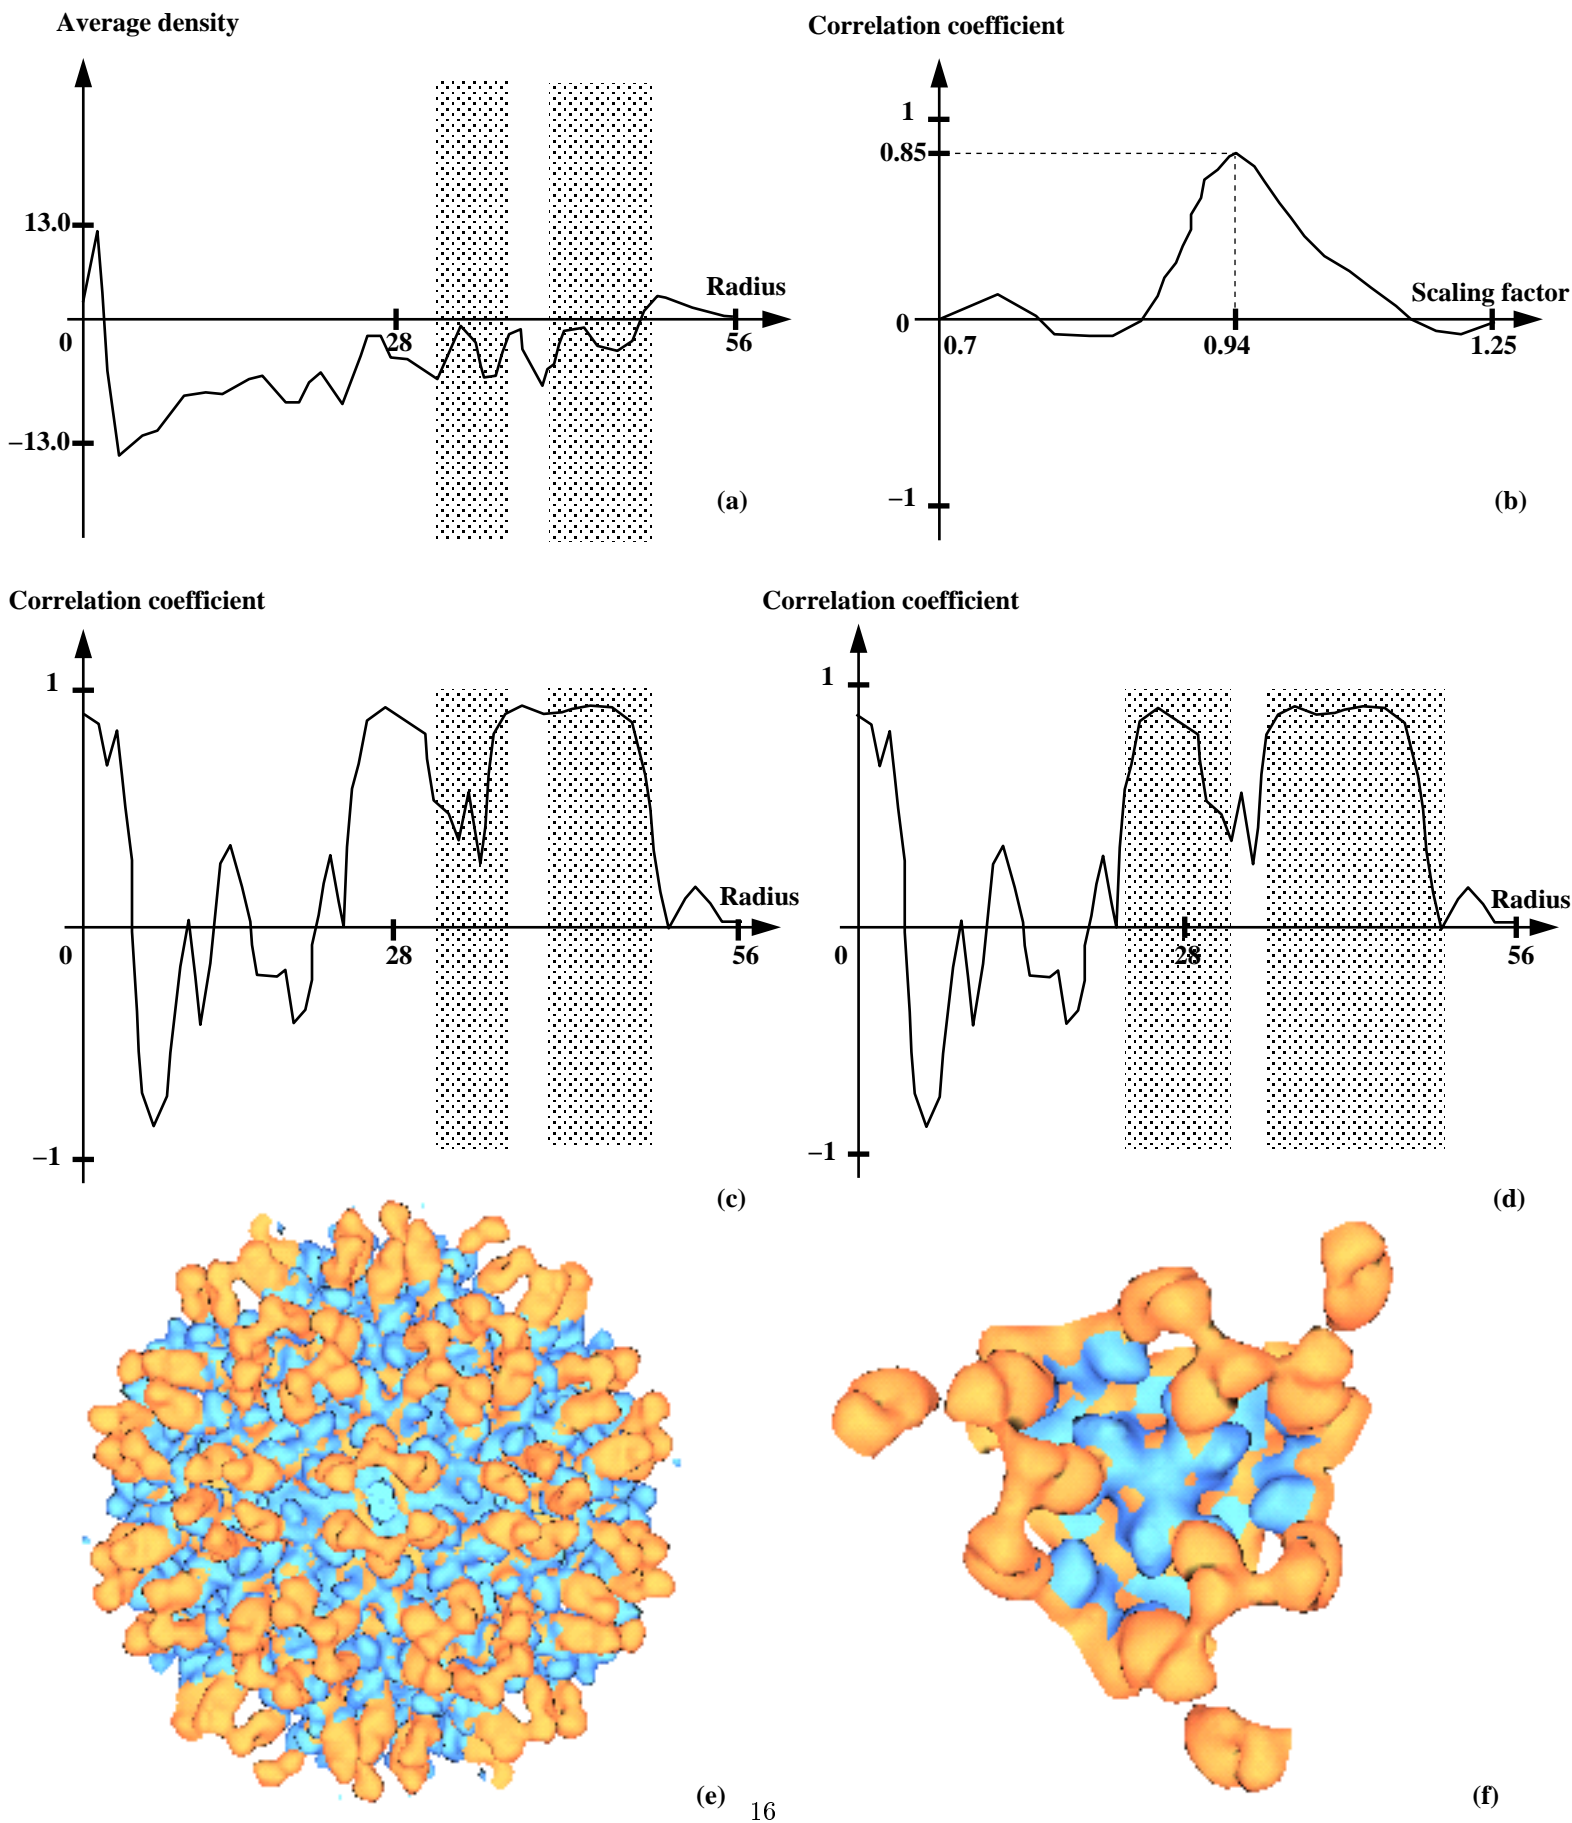 Average density
13.0
Radius
0
28
56
−13.0
(a)
Correlation coefficient
1
0.85
Scaling factor
0
0.7
0.94
1.25
−1
(b)
Correlation coefficient
1
Radius
0
28
56
−1
(c)
Correlation coefficient
1
Radius
0
28
56
−1
(d)
(e)
(f)
16